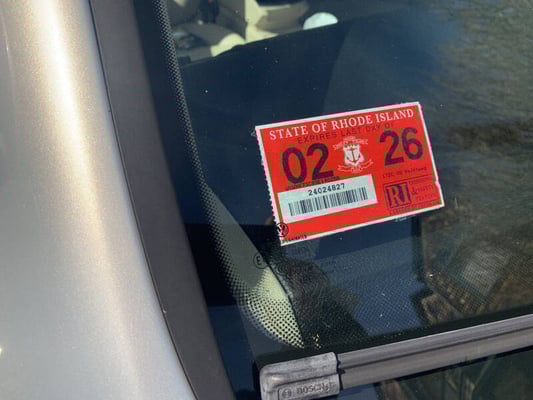 STATE OF RHODE ISLAND
EXPIRES LAST DAY OF
02 26
24024827
RI
BOSCH